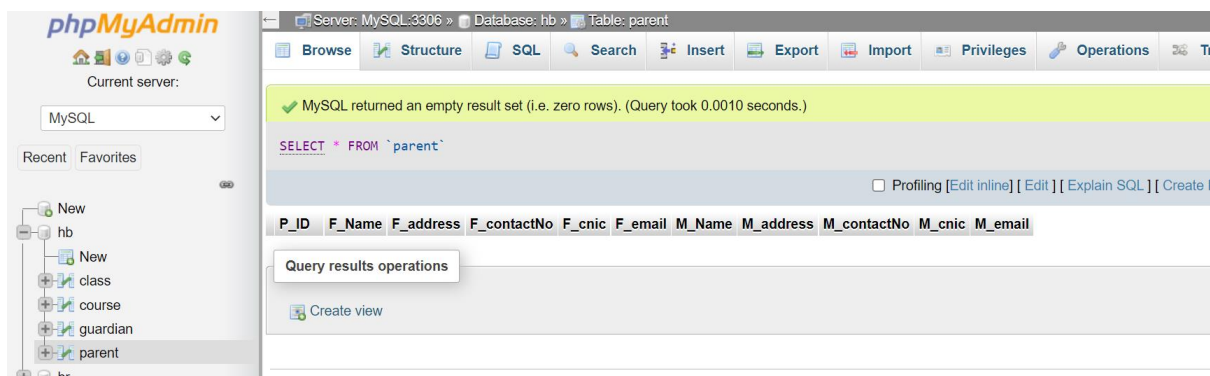 phpMyAdmin
Current server:
MySQL
Recent Favorites
New
hb
New
class
course
guardian
parent
Server: MySQL:3306 » Database: hb » Table: parent
Browse Structure SQL Search Insert Export Import Privileges Operations
MySQL returned an empty result set (i.e. zero rows). (Query took 0.0010 seconds.)
SELECT * FROM `parent`
Profiling [Edit inline] [ Edit ] [ Explain SQL ] [ Create
P_ID F_Name F_address F_contactNo F_cnic F_email M_Name M_address M_contactNo M_cnic M_email
Query results operations
Create view